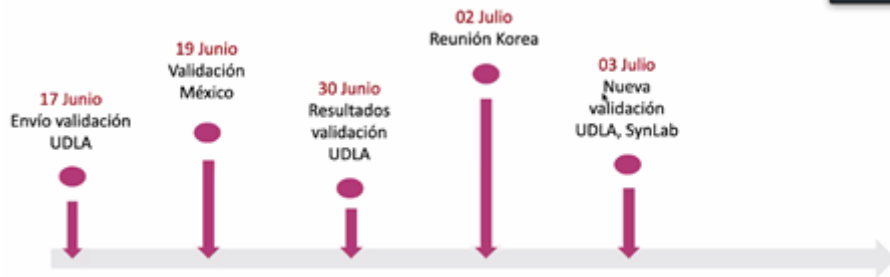 17 Junio
Envío validación
UDLA
19 Junio
Validación
México
30 Junio
Resultados
validación
UDLA
02 Julio
Reunión Korea
03 Julio
Nueva
validación
UDLA, SynLab